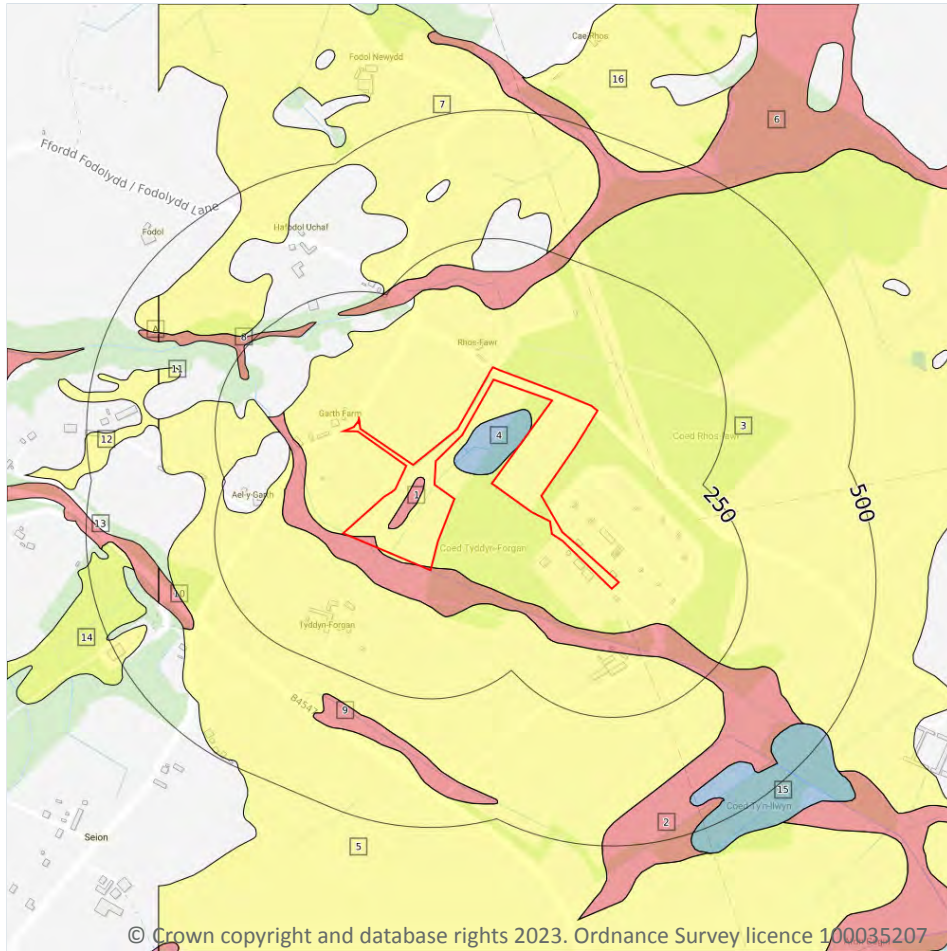 Cae Rhos
Fodol Newydd
16
7
6
Ffordd Fodolydd / Fodolydd Lane
Hafodol Uchaf
Fodol
A
8
Rhos-Fawr
11
Garth Farm
3
4
Coed Rhos-fawr
12
Ael-y-Garth
1
250
500
13
Coed Tyddyn-Forgan
10
Tyddyn-Forgan
14
B4547
9
15
Coed Ty'n-llwyn
2
Seion
5
© Crown copyright and database rights 2023. Ordnance Survey licence 100035207